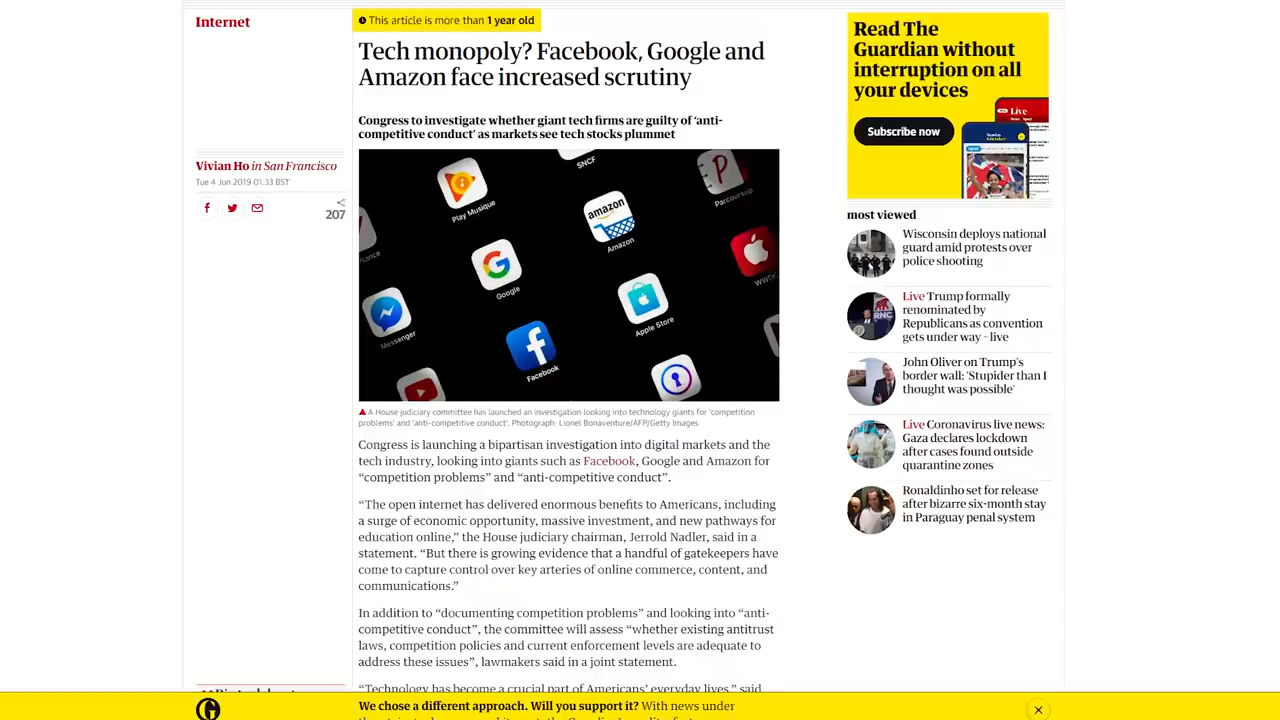 Internet
This article is more than 1 year old
Tech monopoly? Facebook, Google and
Amazon face increased scrutiny
Congress to investigate whether giant tech firms are guilty of ‘anti-
competitive conduct’ as markets see tech stocks plummet
Vivian Ho in San Francisco
Tue 4 Jun 2019 01.33 BST
207
SNCF
Play Musique
Parcoursup
amazon
Amazon
Google
Messenger
Apple Store
Facebook
A House judiciary committee has launched an investigation looking into technology giants for ‘competition
problems’ and ‘anti-competitive conduct’. Photograph: Lionel Bonaventure/AFP/Getty Images
Congress is launching a bipartisan investigation into digital markets and the
tech industry, looking into giants such as Facebook, Google and Amazon for
“competition problems” and “anti-competitive conduct”.
“The open internet has delivered enormous benefits to Americans, including
a surge of economic opportunity, massive investment, and new pathways for
education online,” the House judiciary chairman, Jerrold Nadler, said in a
statement. “But there is growing evidence that a handful of gatekeepers have
come to capture control over key arteries of online commerce, content, and
communications.”
In addition to “documenting competition problems” and looking into “anti-
competitive conduct”, the committee will assess “whether existing antitrust
laws, competition policies and current enforcement levels are adequate to
address these issues”, lawmakers said in a joint statement.
“Technology has become a crucial part of Americans’ everyday lives,” said
Read The
Guardian without
interruption on all
your devices
Subscribe now
Live
most viewed
Wisconsin deploys national
guard amid protests over
police shooting
Live Trump formally
renominated by
Republicans as convention
gets under way – live
John Oliver on Trump's
border wall: 'Stupider than I
thought was possible'
Live Coronavirus live news:
Gaza declares lockdown
after cases found outside
quarantine zones
Ronaldinho set for release
after bizarre six-month stay
in Paraguay penal system
We chose a different approach. Will you support it? With news under